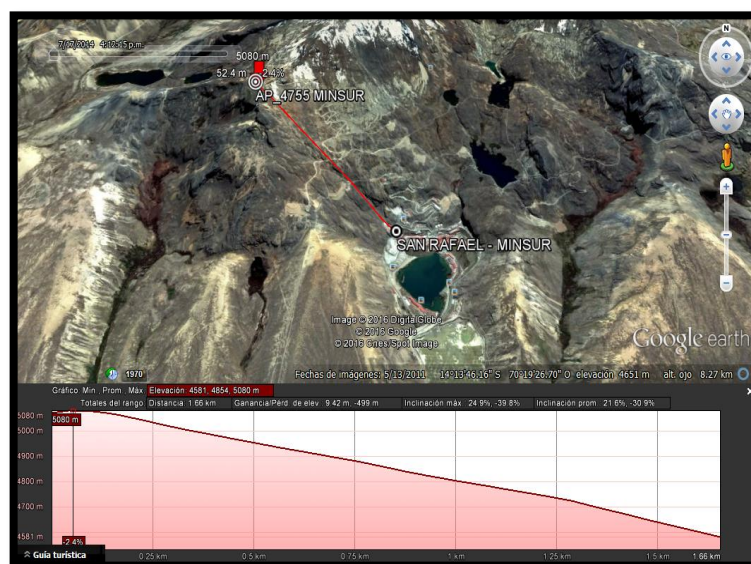 7/17/2014 4:12:45 p.m.
N
5080 m
52.4 m 2.4%
AP_4755 MINSUR
SAN RAFAEL - MINSUR
Image © 2016 DigitalGlobe
© 2016 Google
© 2016 Cnes/Spot Image
Google earth
1970
Fechas de imágenes: 5/13/2011 14°13'46.16" S 70°19'26.70" O elevación 4651 m alt. ojo 8.27 km
Gráfico: Mín., Prom., Máx. Elevación: 4581, 4854, 5080 m
Totales del rango: Distancia: 1.66 km Ganancia/Pérd. de elev.: 9.42 m, -499 m Inclinación máx.: 24.9%, -39.8% Inclinación prom.: 21.6%, -30.9%
5080 m
5080 m
5000 m
4900 m
4800 m
4700 m
4581 m
-2.4%
Guía turística
0.25 km
0.5 km
0.75 km
1 km
1.25 km
1.5 km
1.66 km